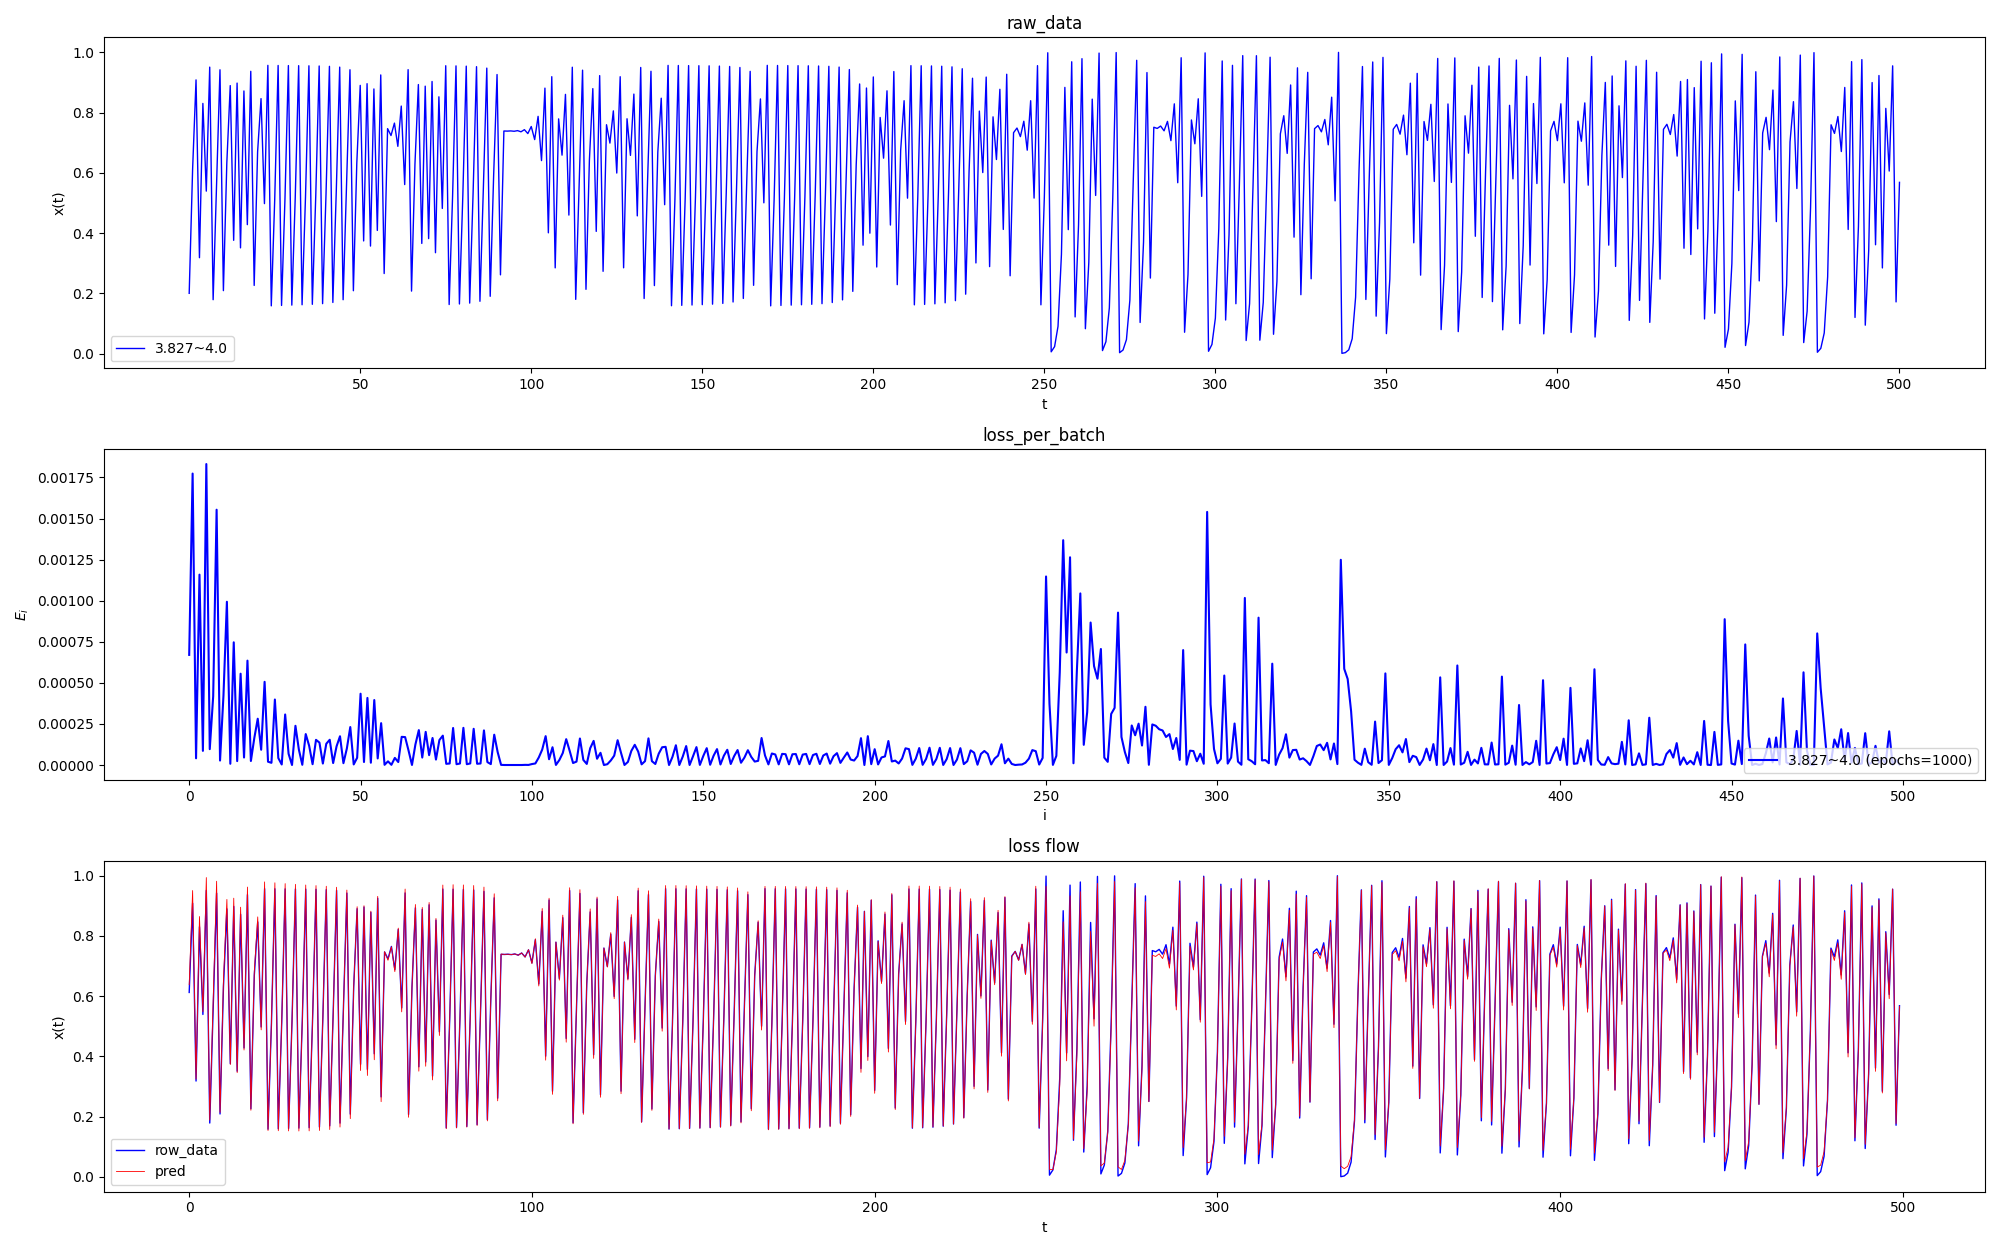 raw_data
1.0
0.8
0.6
0.4
0.2
0.0
x(t)
3.827~4.0
50 100 150 200 250 300 350 400 450 500
t
loss_per_batch
0.00175
0.00150
0.00125
0.00100
0.00075
0.00050
0.00025
0.00000
E_i
3.827~4.0 (epochs=1000)
0 50 100 150 200 250 300 350 400 450 500
i
loss flow
1.0
0.8
0.6
0.4
0.2
0.0
x(t)
row_data
pred
0 100 200 300 400 500
t